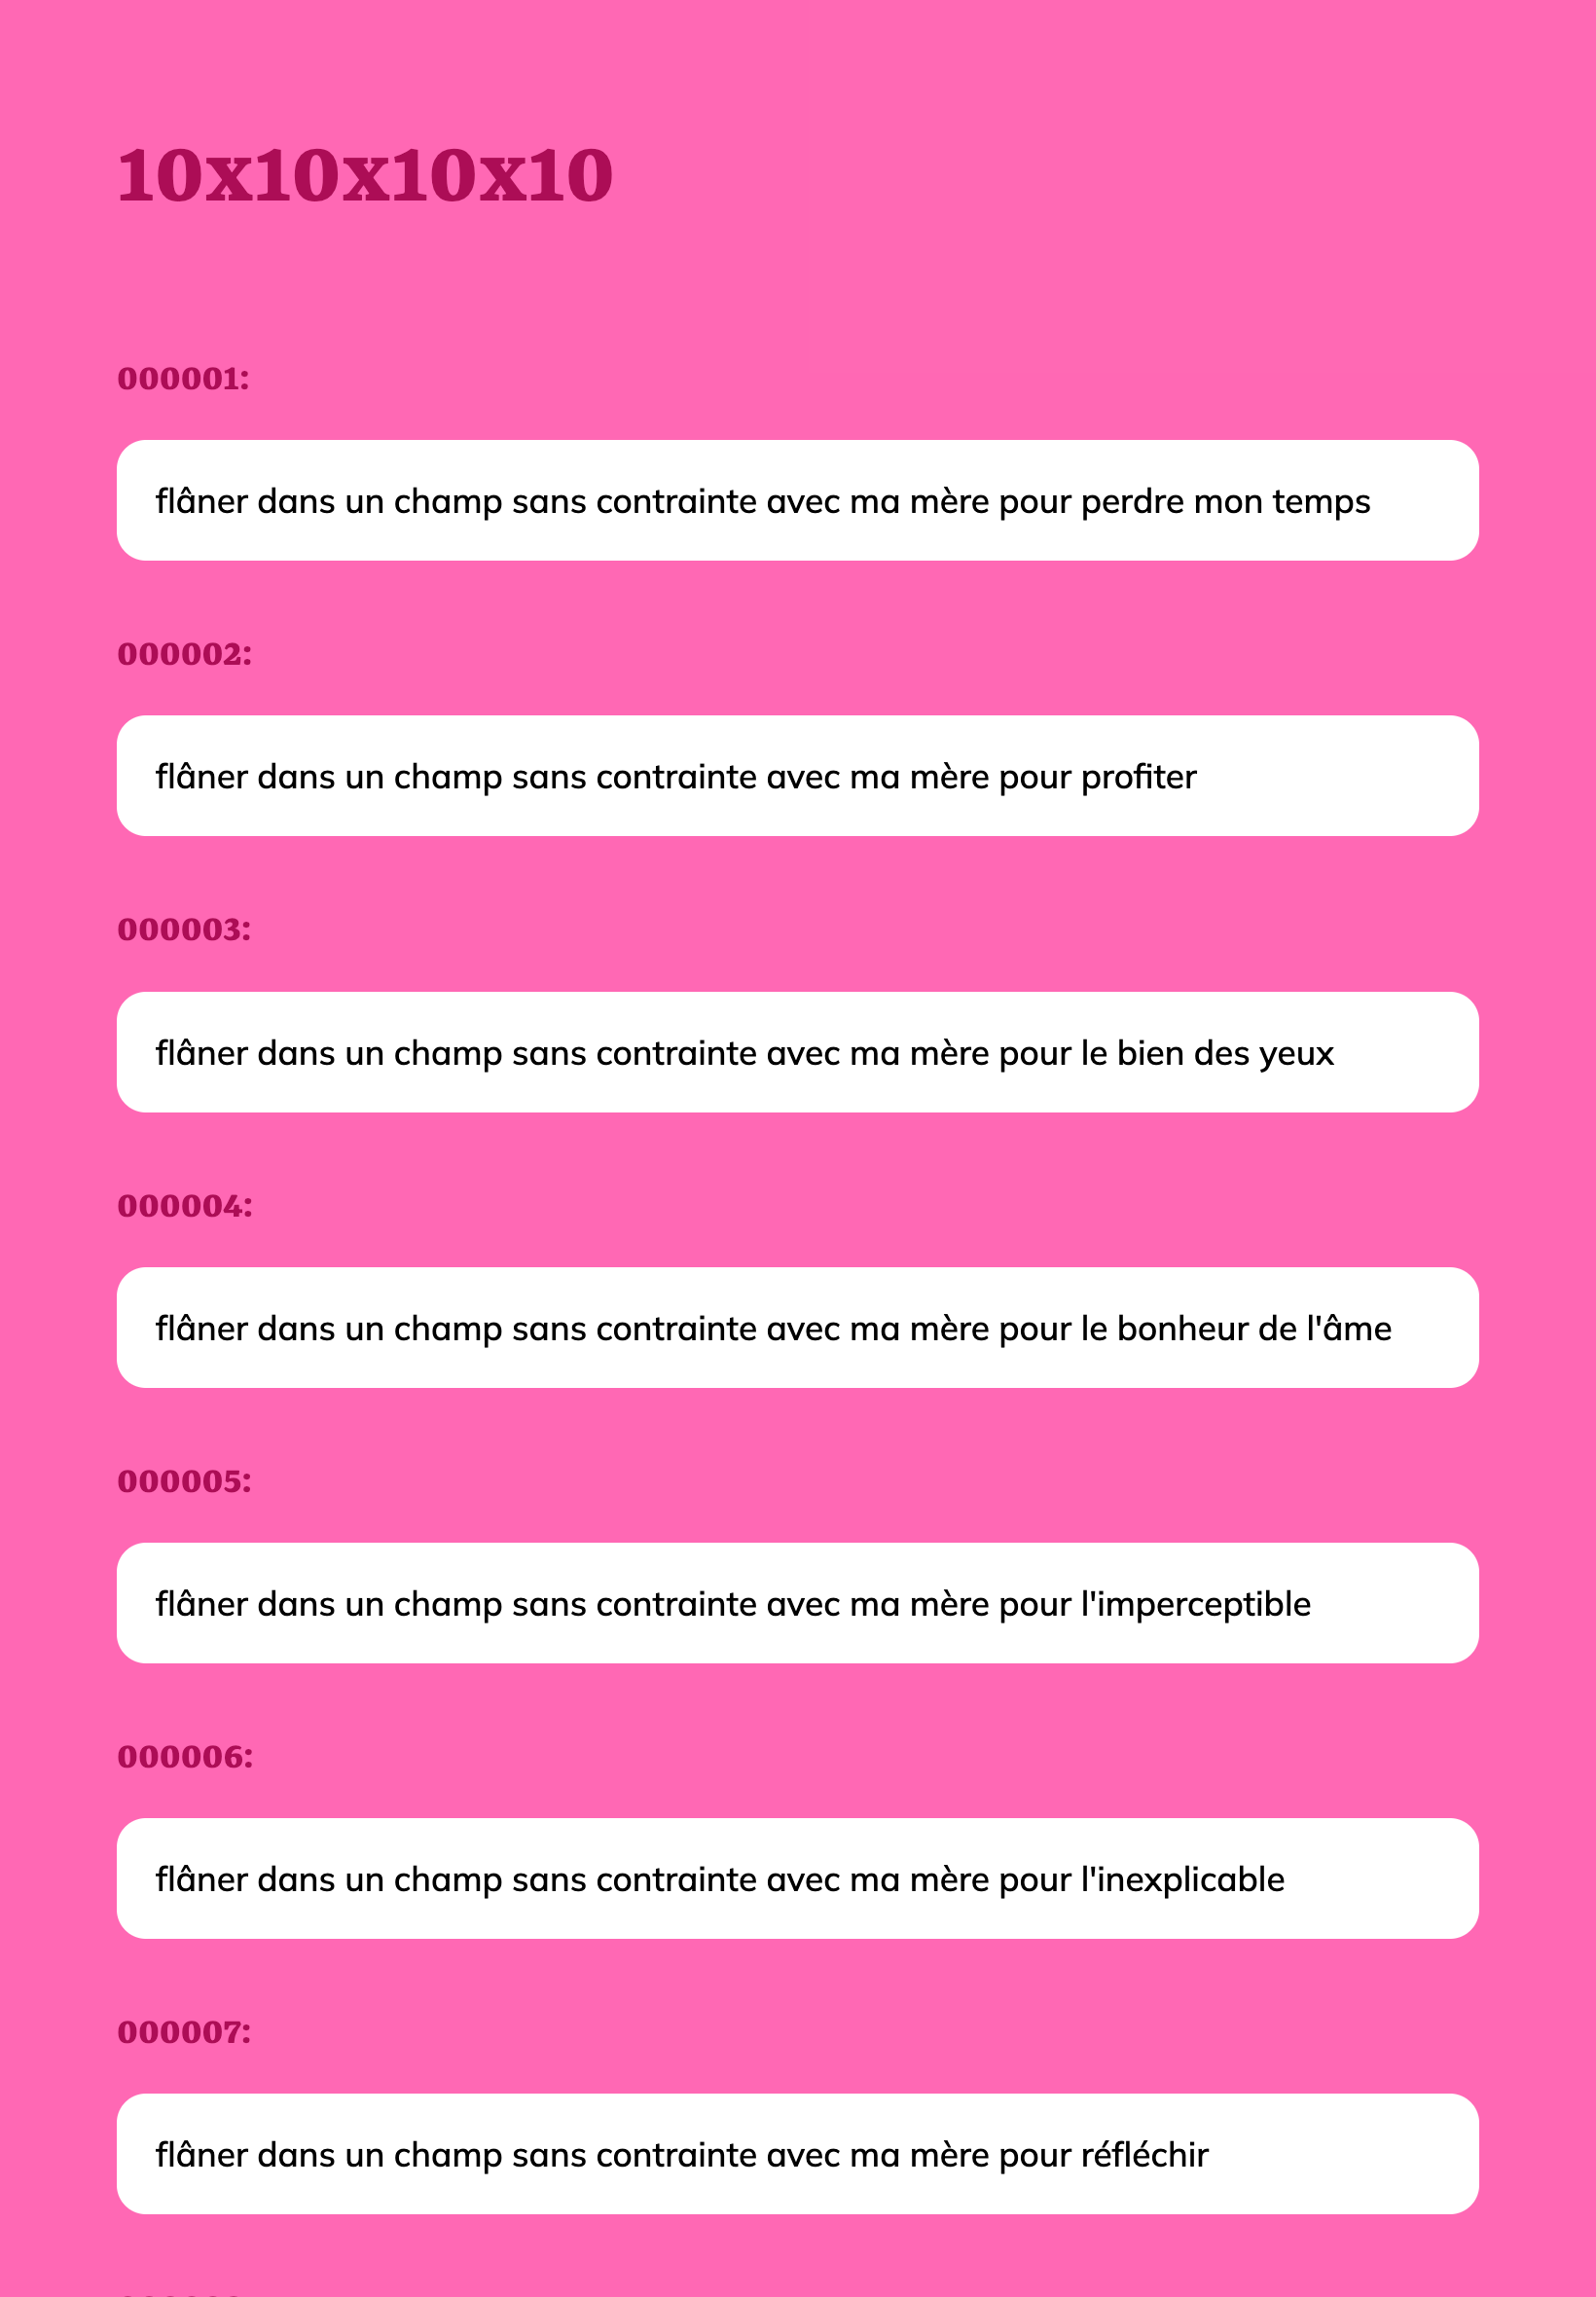 10x10x10x10
000001:
flâner dans un champ sans contrainte avec ma mère pour perdre mon temps
000002:
flâner dans un champ sans contrainte avec ma mère pour profiter
000003:
flâner dans un champ sans contrainte avec ma mère pour le bien des yeux
000004:
flâner dans un champ sans contrainte avec ma mère pour le bonheur de l'âme
000005:
flâner dans un champ sans contrainte avec ma mère pour l'imperceptible
000006:
flâner dans un champ sans contrainte avec ma mère pour l'inexplicable
000007:
flâner dans un champ sans contrainte avec ma mère pour réfléchir